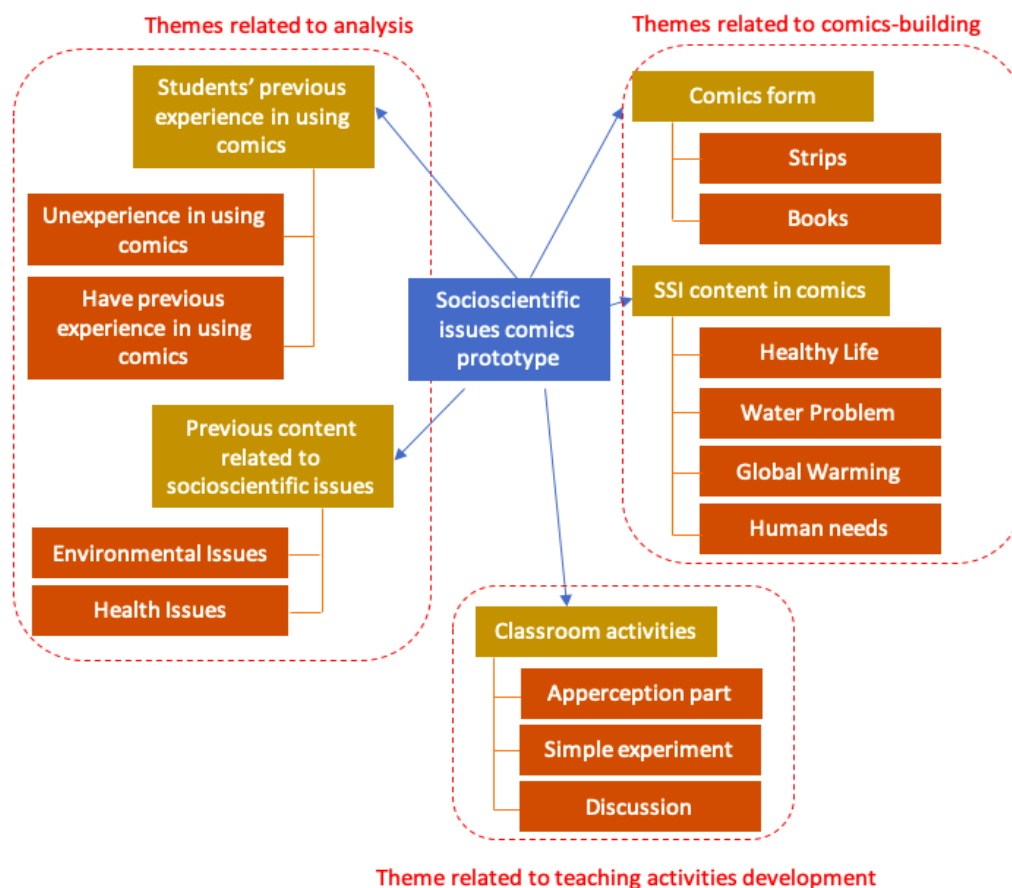 Themes related to analysis
Students’ previous
experience in using
comics
Unexperience in using
comics
Have previous
experience in using
comics
Previous content
related to
socioscientific issues
Environmental Issues
Health Issues
Socioscientific
issues comics
prototype
Themes related to comics-building
Comics form
Strips
Books
SSI content in comics
Healthy Life
Water Problem
Global Warming
Human needs
Classroom activities
Apperception part
Simple experiment
Discussion
Theme related to teaching activities development